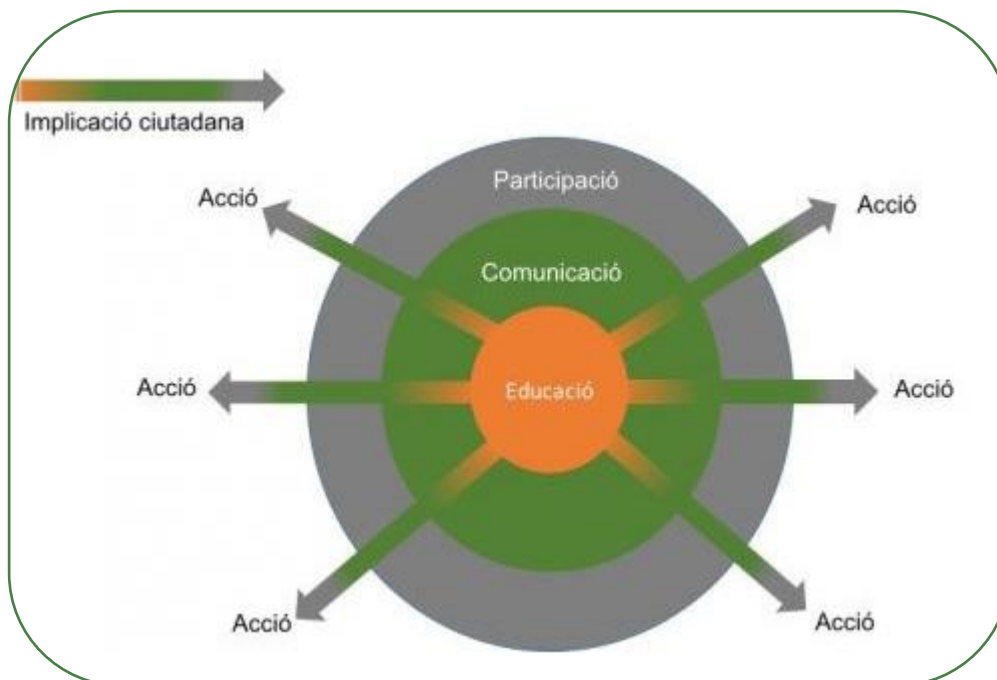 Implicació ciutadana
Participació
Acció
Acció
Comunicació
Acció
Educació
Acció
Acció
Acció